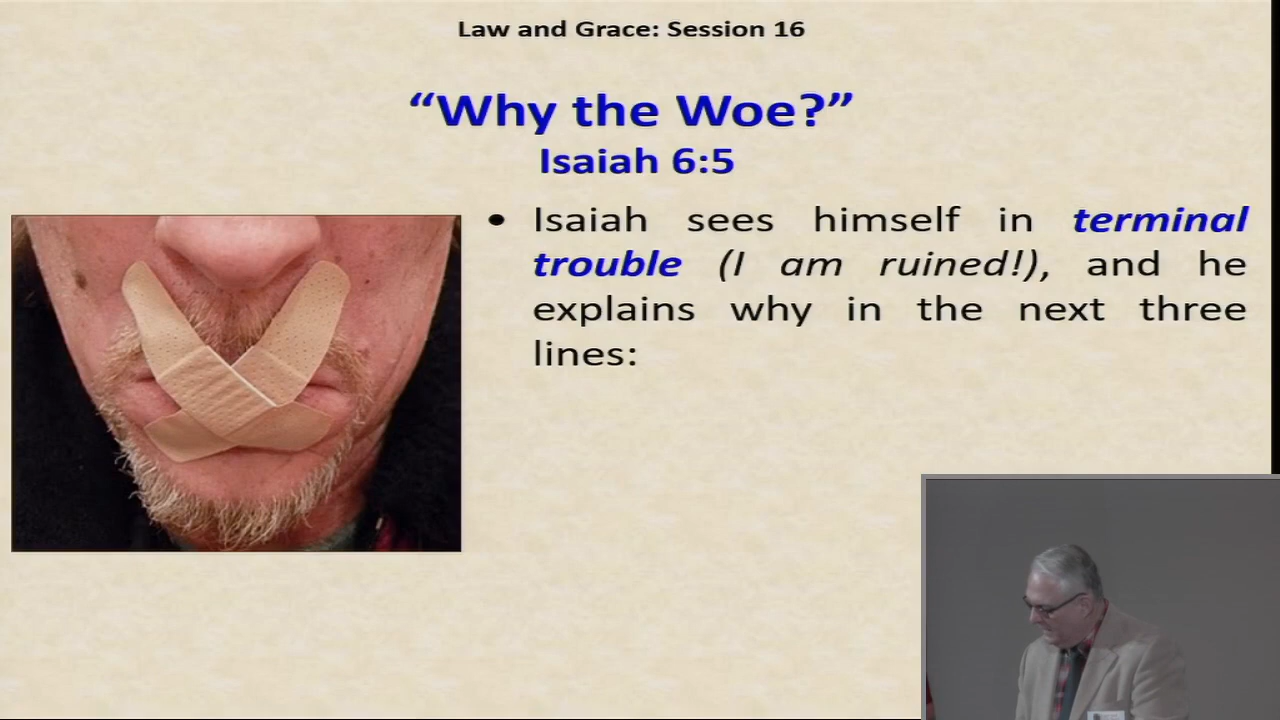 Law and Grace: Session 16
“Why the Woe?”
Isaiah 6:5
• Isaiah sees himself in terminal
trouble (I am ruined!), and he
explains why in the next three
lines: